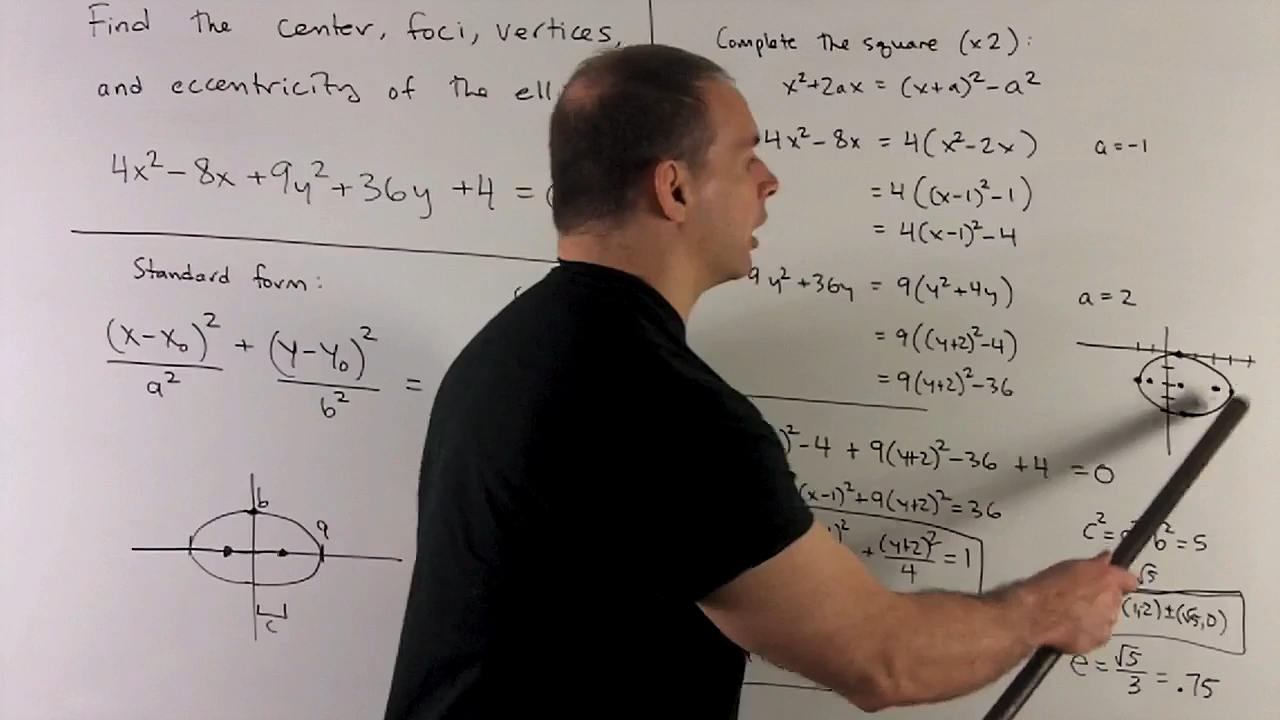 Find the center, foci, vertices,
and eccentricity of the
4x² - 8x + 9y² + 36y + 4 =
Standard form:
(x-x₀)²/a² + (y-y₀)²/b² =
b
a
c
Complete the square (x2):
x²+2ax = (x+a)² - a²
4x² - 8x = 4(x² - 2x) a = -1
= 4((x-1)² - 1)
= 4(x-1)² - 4
9y² + 36y = 9(y² + 4y) a = 2
= 9((y+2)² - 4)
= 9(y+2)² - 36
)² - 4 + 9(y+2)² - 36 + 4 = 0
(x-1)² + 9(y+2)² = 36
)² + (y+2)²/4 = 1
c² = b² = 5
√5
(1,2) ± (√5,0)
e = √5/3 = .75